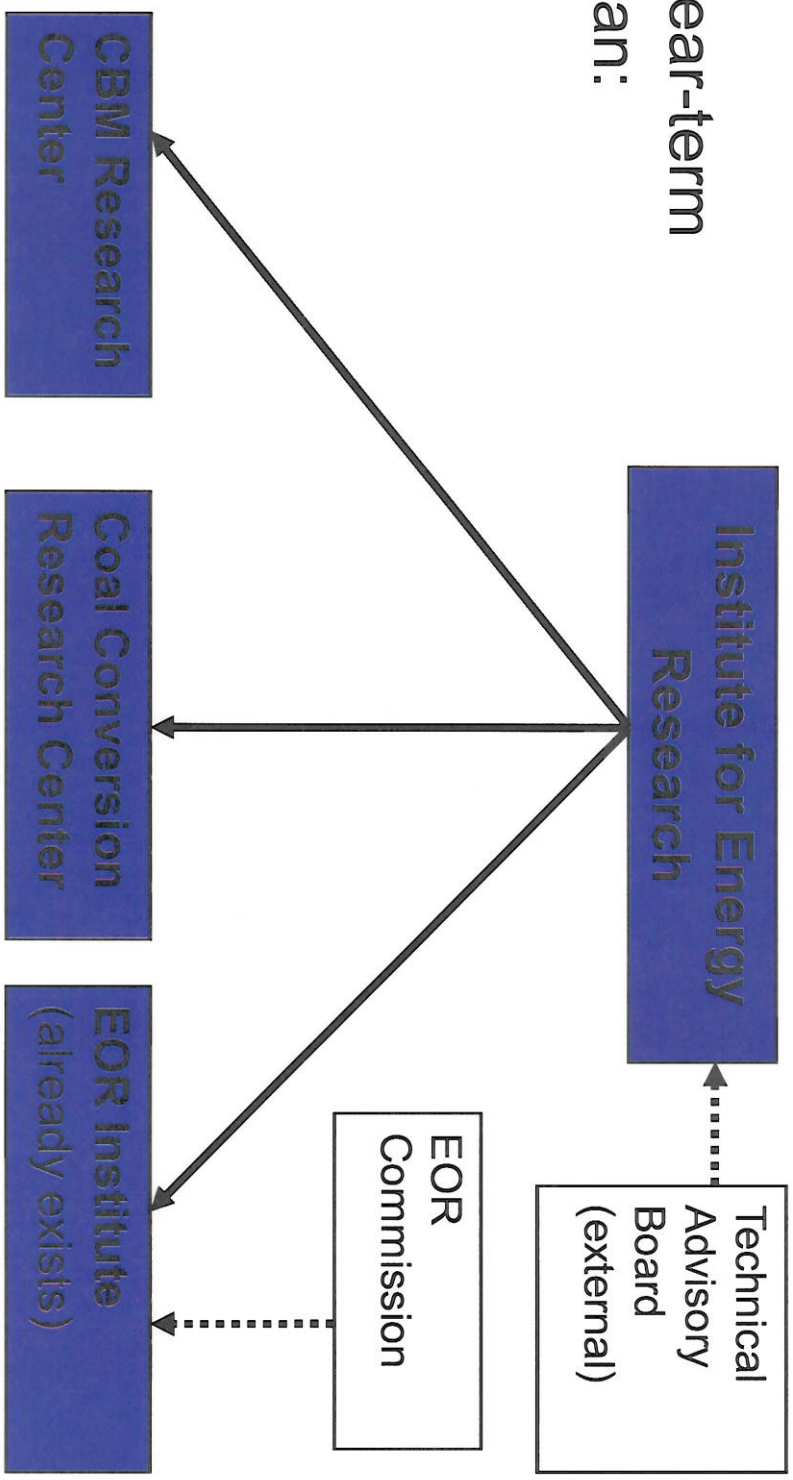 ear-term
an:
Institute for Energy
Research
Technical
Advisory
Board
(external)
EOR
Commission
CBM Research
Center
Coal Conversion
Research Center
EOR Institute
(already exists)